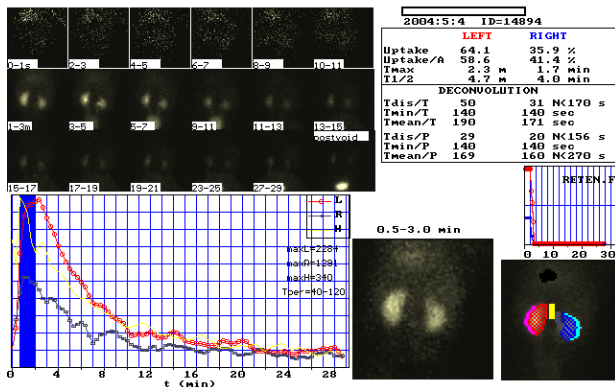 2004:5:4 ID=14894
LEFT RIGHT
Uptake 64.1 35.9 %
Uptake/A 58.6 41.4 %
Tmax 2.3 m 1.7 min
T1/2 4.7 m 4.0 min
DECONVOLUTION
Tdis/T 50 31 N<170 s
Tmin/T 140 140 sec
Tmean/T 190 171 sec
Tdis/P 29 20 N<156 s
Tmin/P 140 140 sec
Tmean/P 169 160 N<270 s
0-1s 2-3 4-5 6-7 8-9 10-11
1-3m 3-5 5-7 9-11 11-13 13-15
postvoid
15-17 17-19 19-21 23-25 27-29
RETEN.F
0 10 20 30
L
R
H
maxL=2284
maxR=1291
maxH=340
Tper=40-120
0 4 8 12 16 20 24 28
t (min)
0.5-3.0 min